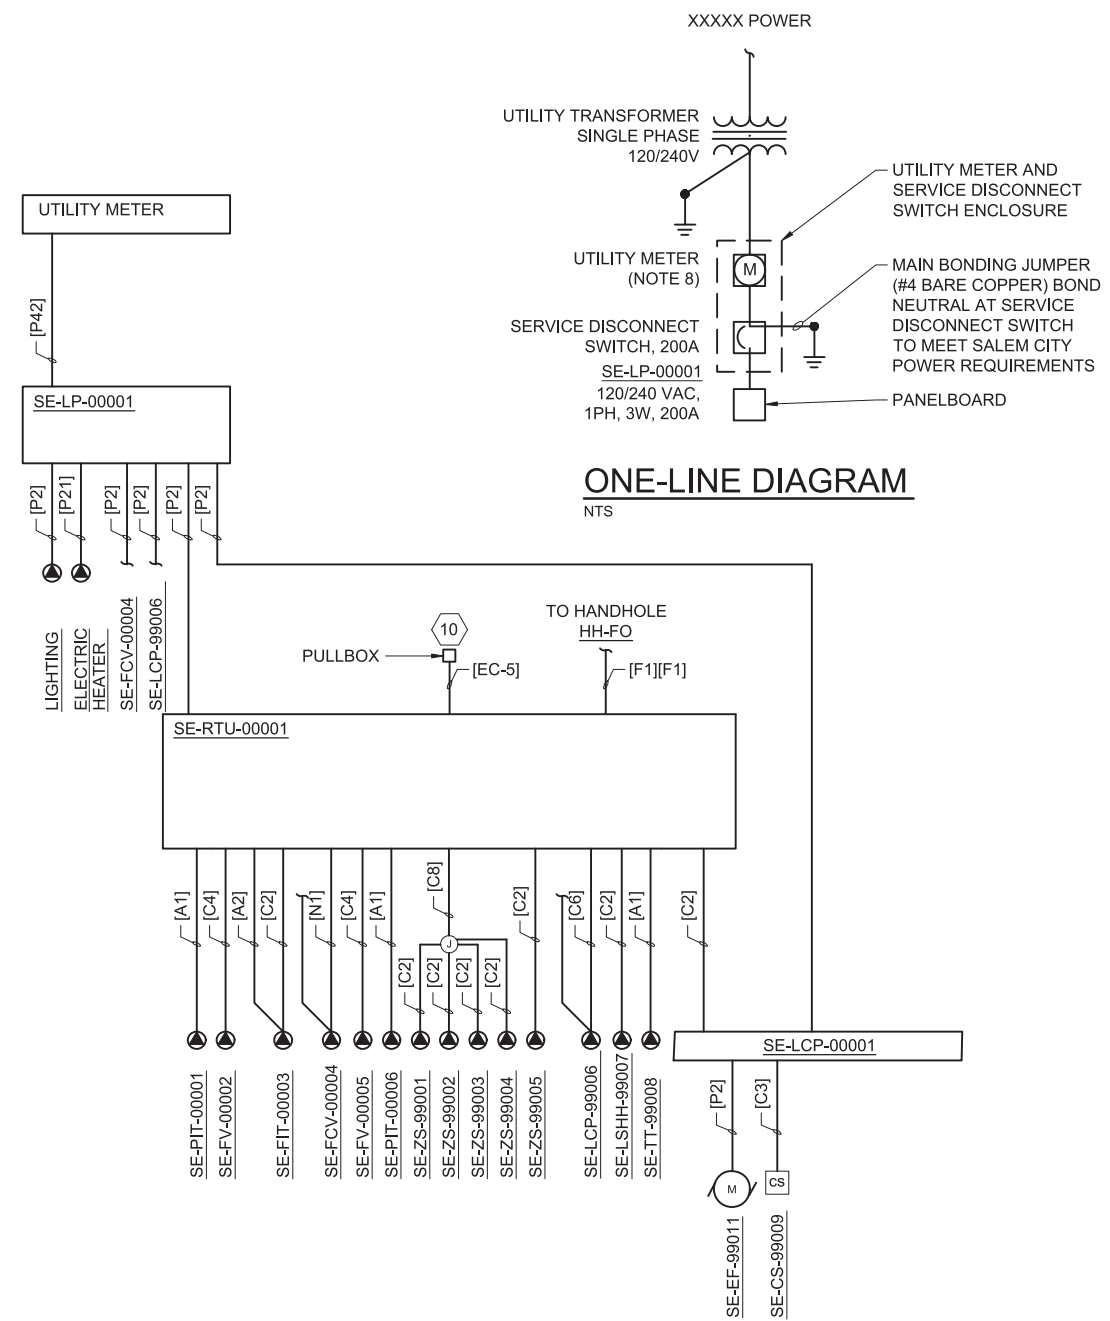 XXXXX POWER
UTILITY TRANSFORMER
SINGLE PHASE
120/240V
UTILITY METER AND
SERVICE DISCONNECT
SWITCH ENCLOSURE
UTILITY METER
(NOTE 8)
M
MAIN BONDING JUMPER
(#4 BARE COPPER) BOND
NEUTRAL AT SERVICE
DISCONNECT SWITCH
TO MEET SALEM CITY
POWER REQUIREMENTS
SERVICE DISCONNECT
SWITCH, 200A
SE-LP-00001
120/240 VAC,
1PH, 3W, 200A
PANELBOARD
ONE-LINE DIAGRAM
NTS
UTILITY METER
[P42]
SE-LP-00001
[P2]
[P21]
[P2]
[P2]
[P2]
[P2]
LIGHTING
ELECTRIC
HEATER
SE-FCV-00004
SE-LCP-99006
10
PULLBOX
[EC-5]
TO HANDHOLE
HH-FO
[F1][F1]
SE-RTU-00001
[A1]
[C4]
[A2]
[C2]
[N1]
[C4]
[A1]
[C8]
[C2]
[C6]
[C2]
[A1]
[C2]
J
[C2]
[C2]
[C2]
[C2]
SE-PIT-00001
SE-FV-00002
SE-FIT-00003
SE-FCV-00004
SE-FV-00005
SE-PIT-00006
SE-ZS-99001
SE-ZS-99002
SE-ZS-99003
SE-ZS-99004
SE-ZS-99005
SE-LCP-99006
SE-LSHH-99007
SE-TT-99008
SE-LCP-00001
[P2]
[C3]
M
CS
SE-EF-99011
SE-CS-99009